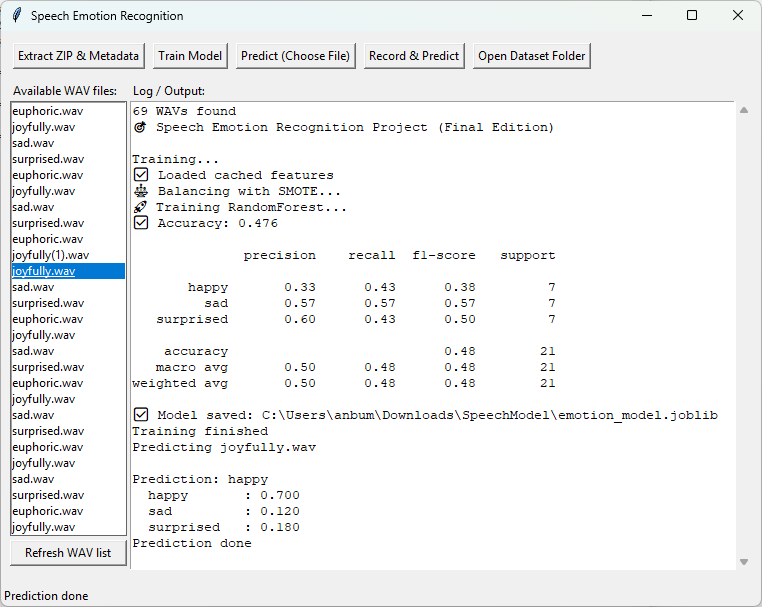 Speech Emotion Recognition
Extract ZIP & Metadata Train Model Predict (Choose File) Record & Predict Open Dataset Folder
Available WAV files:
euphoric.wav
joyfully.wav
sad.wav
surprised.wav
euphoric.wav
joyfully.wav
sad.wav
surprised.wav
euphoric.wav
joyfully(1).wav
joyfully.wav
sad.wav
surprised.wav
euphoric.wav
joyfully.wav
sad.wav
surprised.wav
euphoric.wav
joyfully.wav
sad.wav
surprised.wav
euphoric.wav
joyfully.wav
sad.wav
surprised.wav
euphoric.wav
joyfully.wav
Refresh WAV list
Log / Output:
69 WAVs found
🎯 Speech Emotion Recognition Project (Final Edition)
Training...
☑ Loaded cached features
⚖ Balancing with SMOTE...
🚀 Training RandomForest...
☑ Accuracy: 0.476
precision recall f1-score support
happy 0.33 0.43 0.38 7
sad 0.57 0.57 0.57 7
surprised 0.60 0.43 0.50 7
accuracy 0.48 21
macro avg 0.50 0.48 0.48 21
weighted avg 0.50 0.48 0.48 21
☑ Model saved: C:\Users\anbum\Downloads\SpeechModel\emotion_model.joblib
Training finished
Predicting joyfully.wav
Prediction: happy
happy : 0.700
sad : 0.120
surprised : 0.180
Prediction done
Prediction done